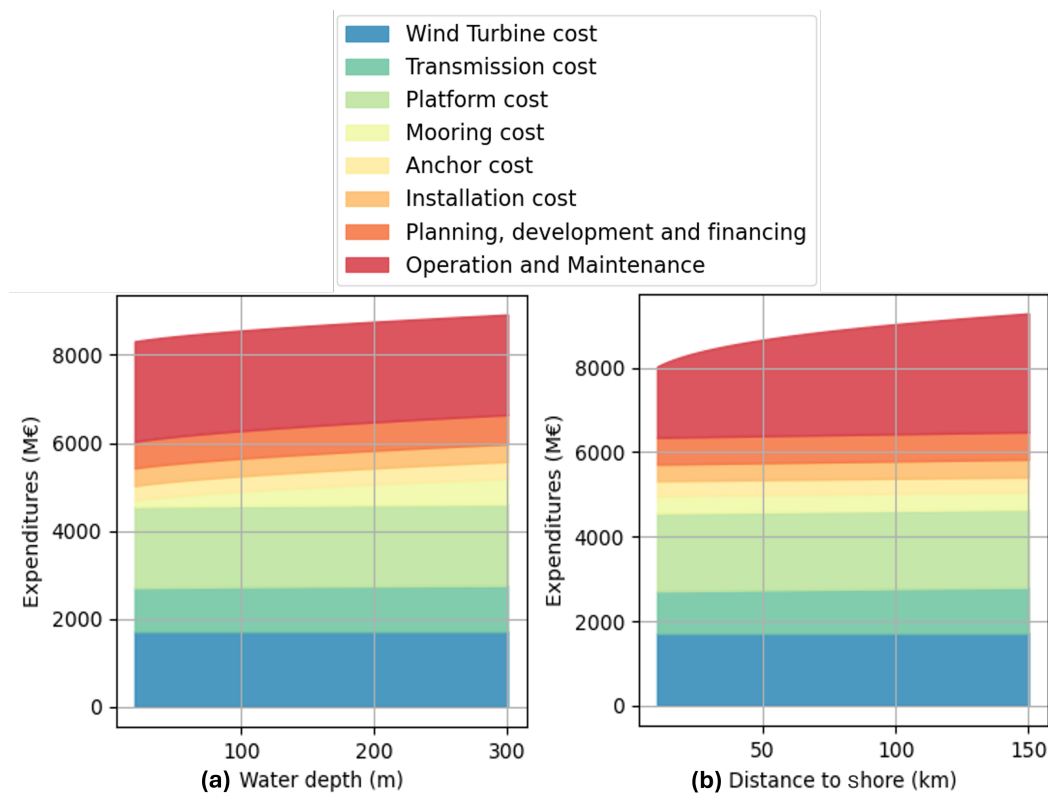 Wind Turbine cost
Transmission cost
Platform cost
Mooring cost
Anchor cost
Installation cost
Planning, development and financing
Operation and Maintenance
Expenditures (M€)
8000
6000
4000
2000
0
100
200
300
(a) Water depth (m)
Expenditures (M€)
8000
6000
4000
2000
0
50
100
150
(b) Distance to shore (km)